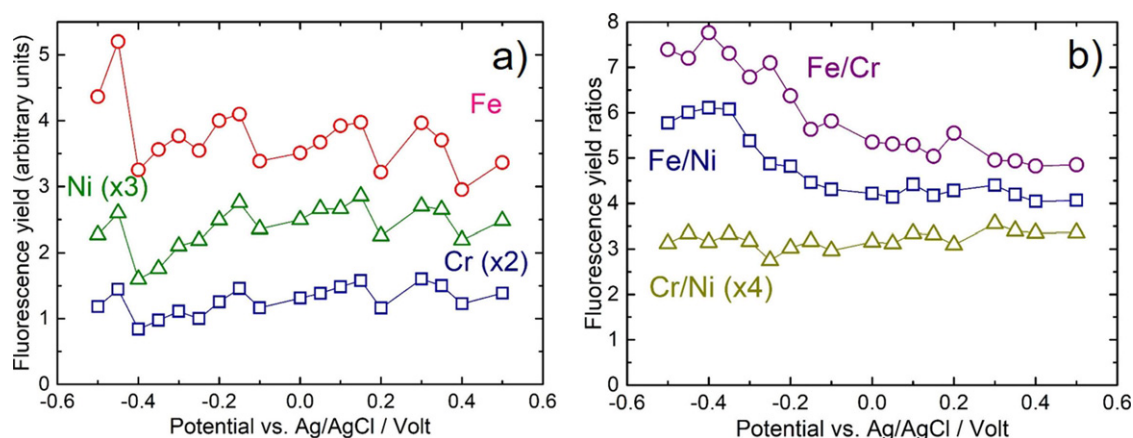 a)
Fe
Ni (x3)
Cr (x2)
5
4
3
2
1
0
-0.6
-0.4
-0.2
0.0
0.2
0.4
0.6
Fluorescence yield (arbitrary units)
Potential vs. Ag/AgCl / Volt
b)
Fe/Cr
Fe/Ni
Cr/Ni (x4)
8
7
6
5
4
3
2
1
0
-0.6
-0.4
-0.2
0.0
0.2
0.4
0.6
Fluorescence yield ratios
Potential vs. Ag/AgCl / Volt